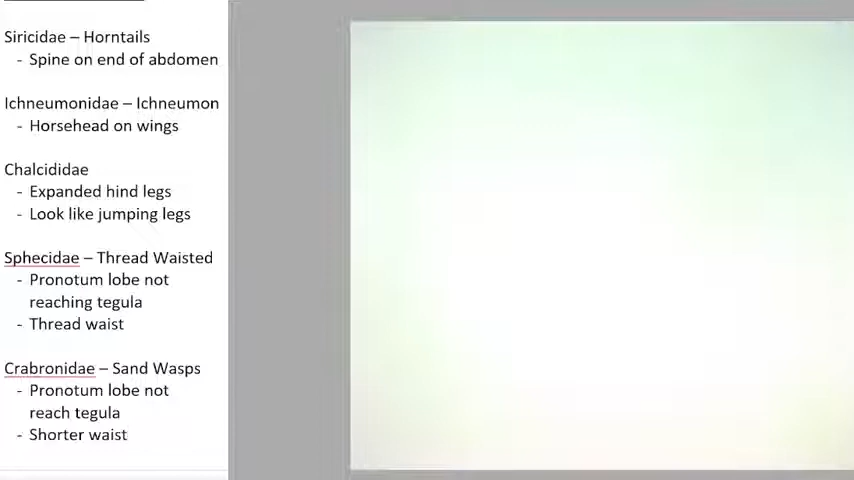 Siricidae – Horntails
- Spine on end of abdomen
Ichneumonidae – Ichneumon
- Horsehead on wings
Chalcididae
- Expanded hind legs
- Look like jumping legs
Sphecidae – Thread Waisted
- Pronotum lobe not
reaching tegula
- Thread waist
Crabronidae – Sand Wasps
- Pronotum lobe not
reach tegula
- Shorter waist